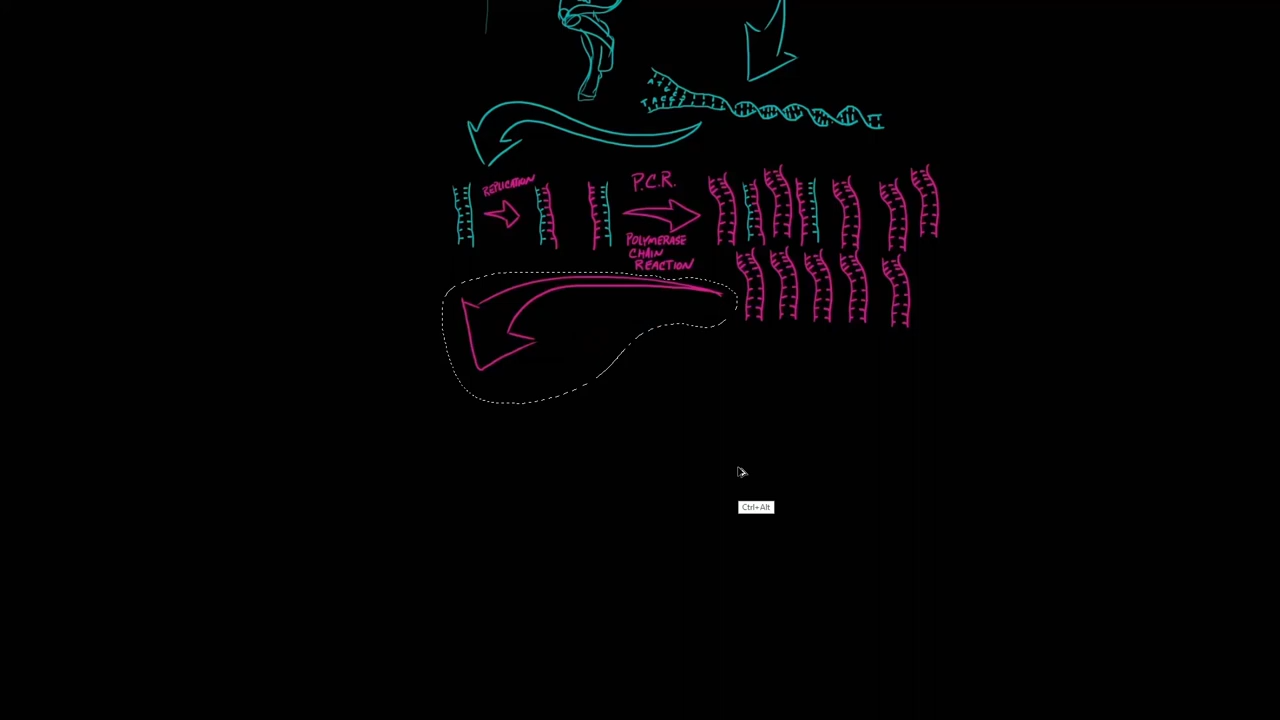 REPLICATION
P.C.R.
POLYMERASE
CHAIN
REACTION
Ctrl+Alt